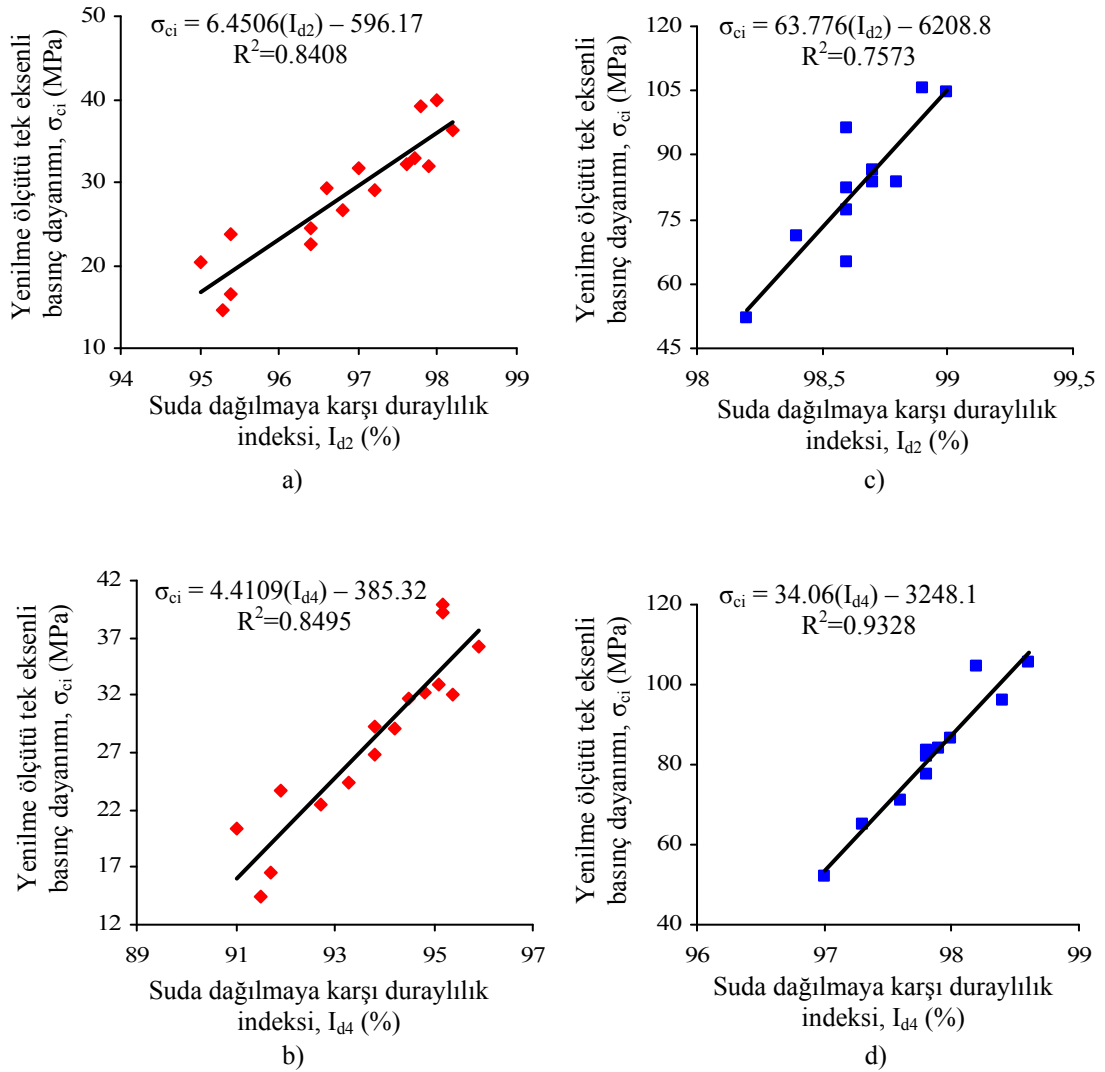 σci = 6.4506(Id2) – 596.17
R2=0.8408
Yenilme ölçütü tek eksenli
basınç dayanımı, σci (MPa)
50
40
30
20
10
94 95 96 97 98 99
Suda dağılmaya karşı duraylılık
indeksi, Id2 (%)
a)
σci = 63.776(Id2) – 6208.8
R2=0.7573
Yenilme ölçütü tek eksenli
basınç dayanımı, σci (MPa)
105
90
75
60
45
98 98,5 99 99,5
Suda dağılmaya karşı duraylılık
indeksi, Id2 (%)
c)
σci = 4.4109(Id4) – 385.32
R2=0.8495
Yenilme ölçütü tek eksenli
basınç dayanımı, σci (MPa)
42
37
32
27
22
17
12
89 91 93 95 97
Suda dağılmaya karşı duraylılık
indeksi, Id4 (%)
b)
σci = 34.06(Id4) – 3248.1
R2=0.9328
Yenilme ölçütü tek eksenli
basınç dayanımı, σci (MPa)
120
100
80
60
40
96 97 98 99
Suda dağılmaya karşı duraylılık
indeksi, Id4 (%)
d)